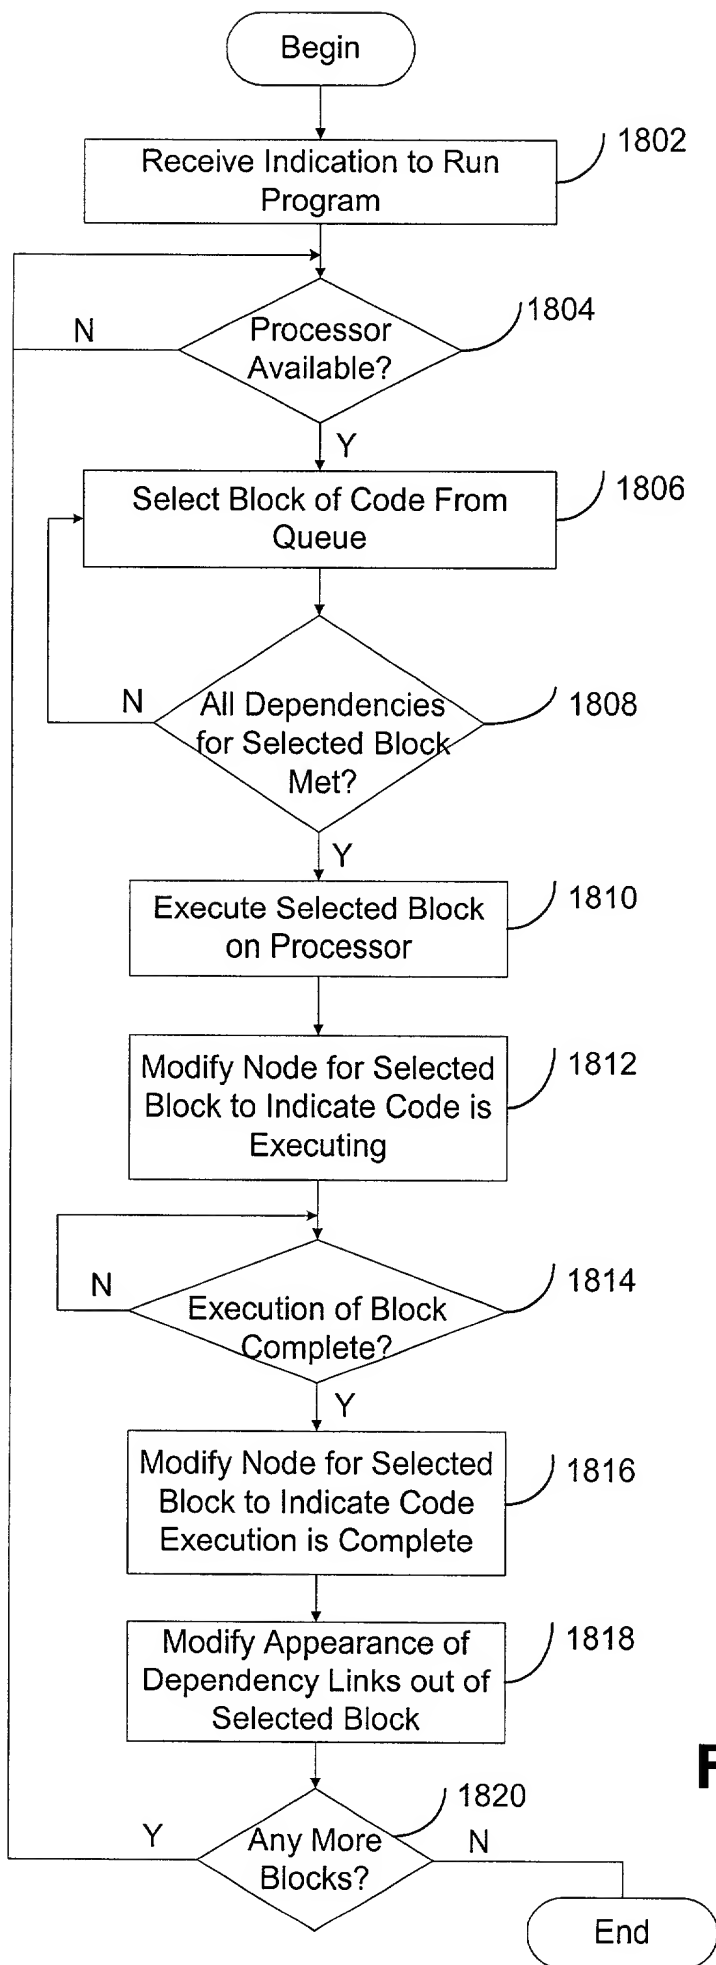 Begin
Receive Indication to Run
Program
1802
Processor
Available?
1804
N
Y
Select Block of Code From
Queue
1806
All Dependencies
for Selected Block
Met?
1808
N
Y
Execute Selected Block
on Processor
1810
Modify Node for Selected
Block to Indicate Code is
Executing
1812
N
Execution of Block
Complete?
1814
Y
Modify Node for Selected
Block to Indicate Code
Execution is Complete
1816
Modify Appearance of
Dependency Links out of
Selected Block
1818
1820
Y
Any More
Blocks?
N
End